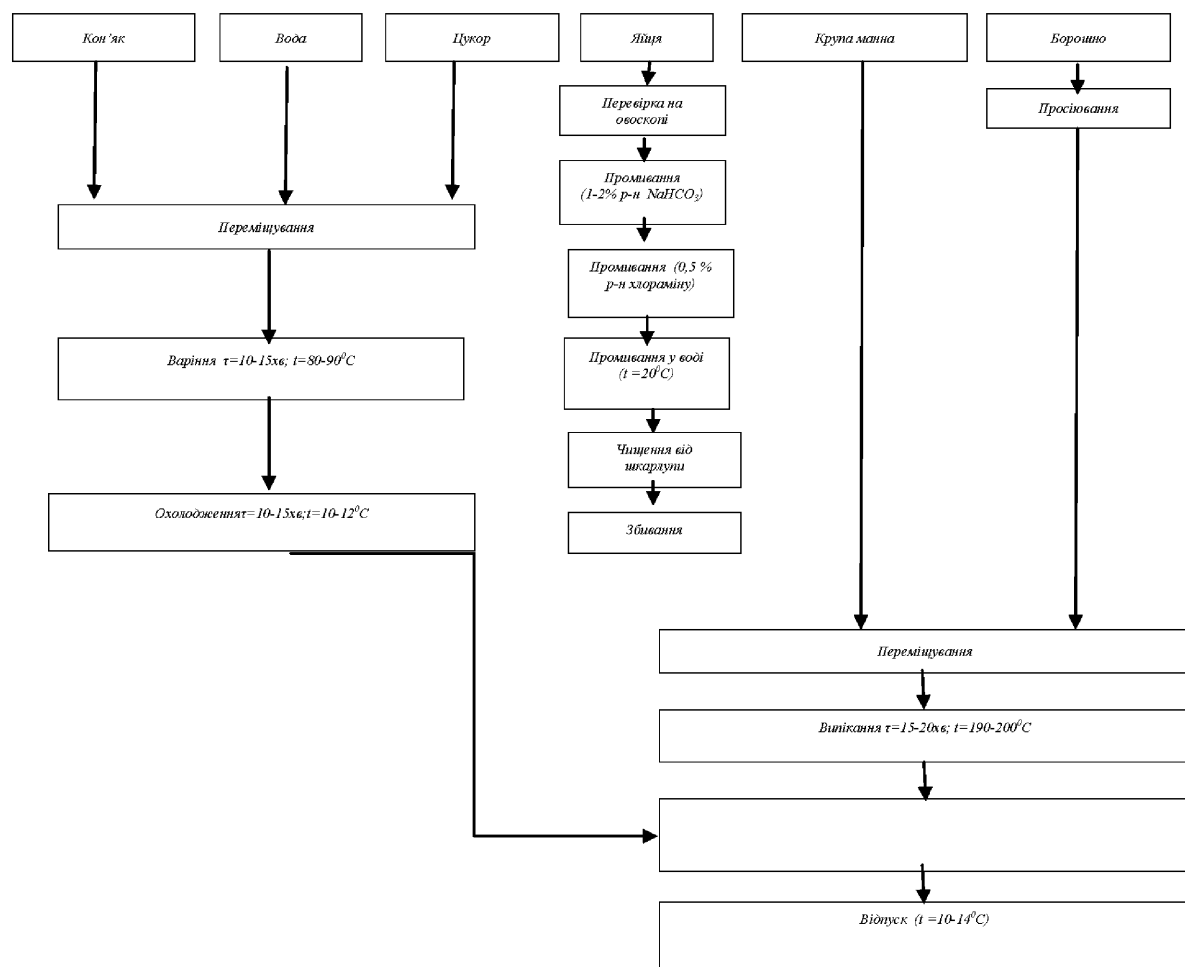 Кон’як
Вода
Цукор
Яйця
Крупа манна
Борошно
Перевірка на
овоскопі
Просіювання
Промивання
(1-2% р-н NaHCO₃)
Переміщування
Промивання (0,5 %
р-н хлораміну)
Варіння τ=10-15хв; t=80-90⁰C
Промивання у воді
(t =20⁰C)
Чищення від
шкарлупи
Охолодженняτ=10-15хв;t=10-12⁰C
Збивання
Переміщування
Випікання τ=15-20хв; t=190-200⁰C
Відпуск (t =10-14⁰C)